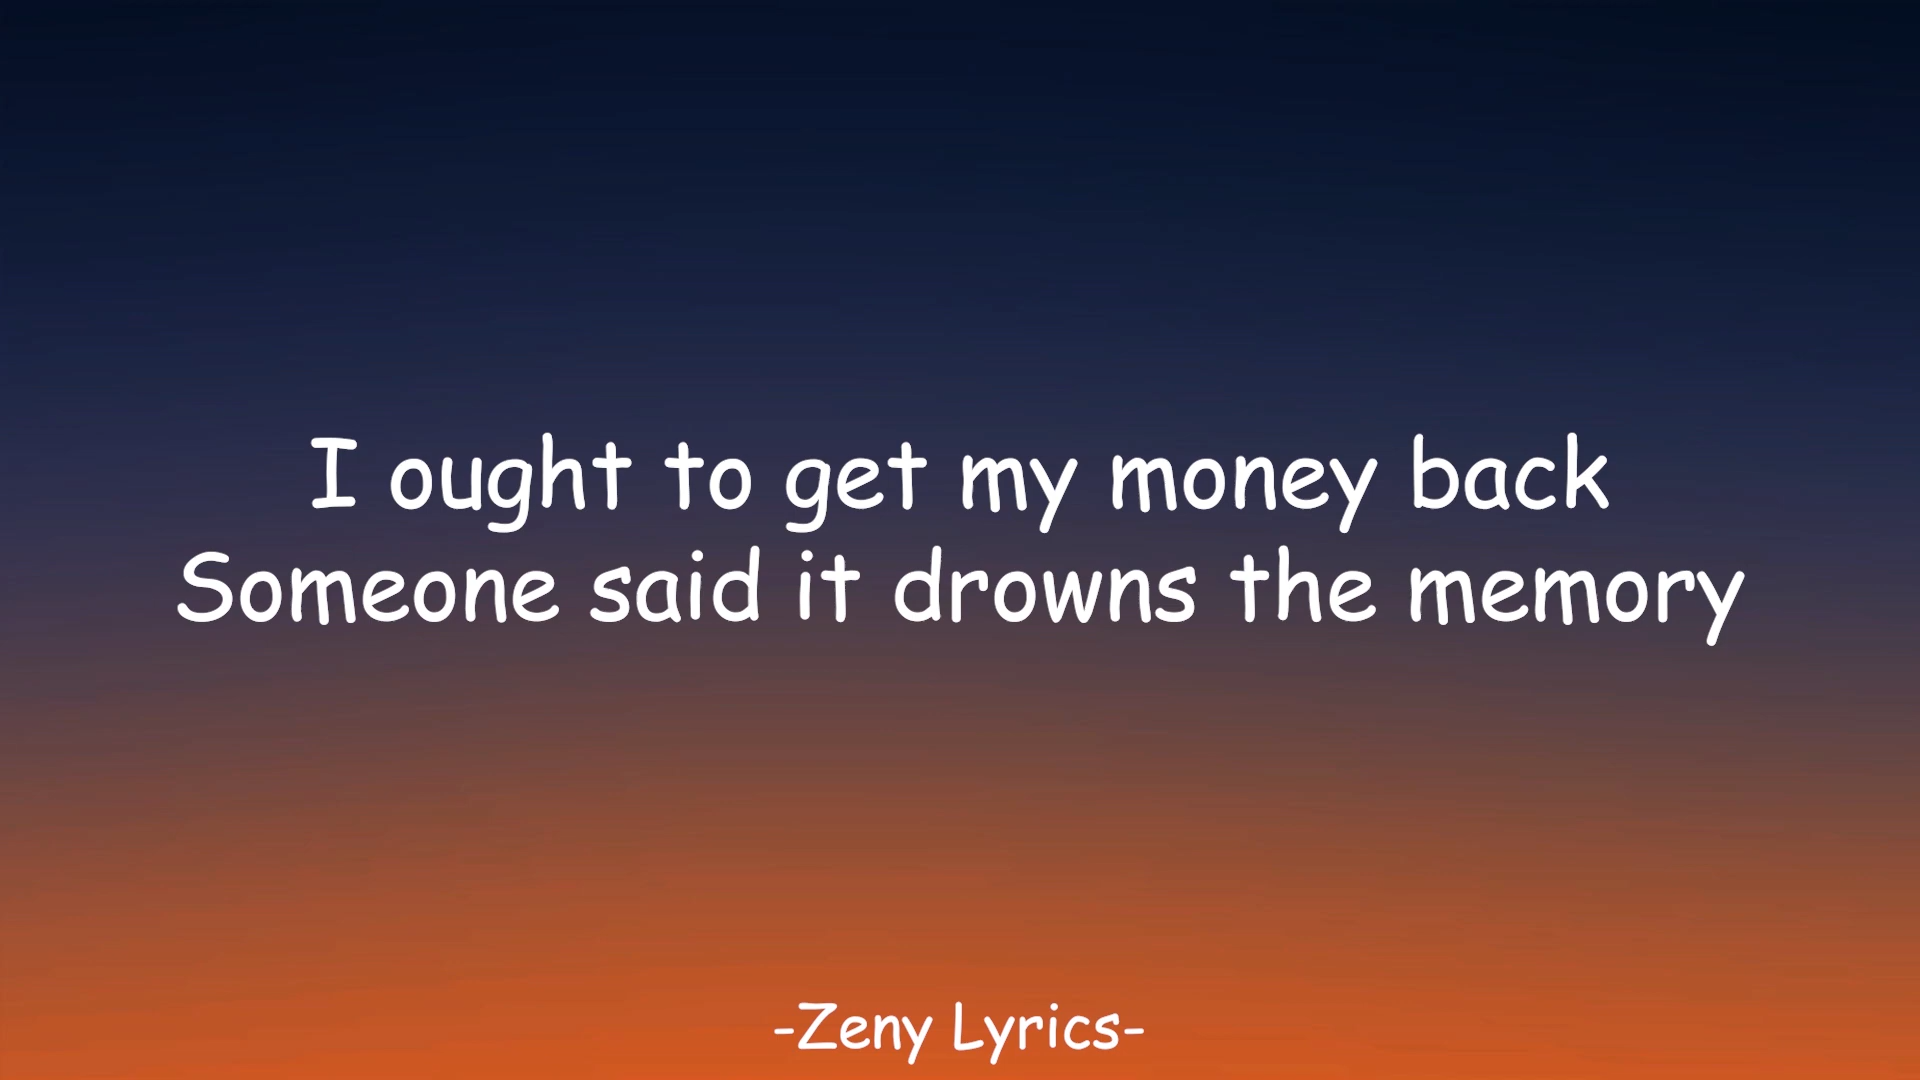 I ought to get my money back
Someone said it drowns the memory
-Zeny Lyrics-